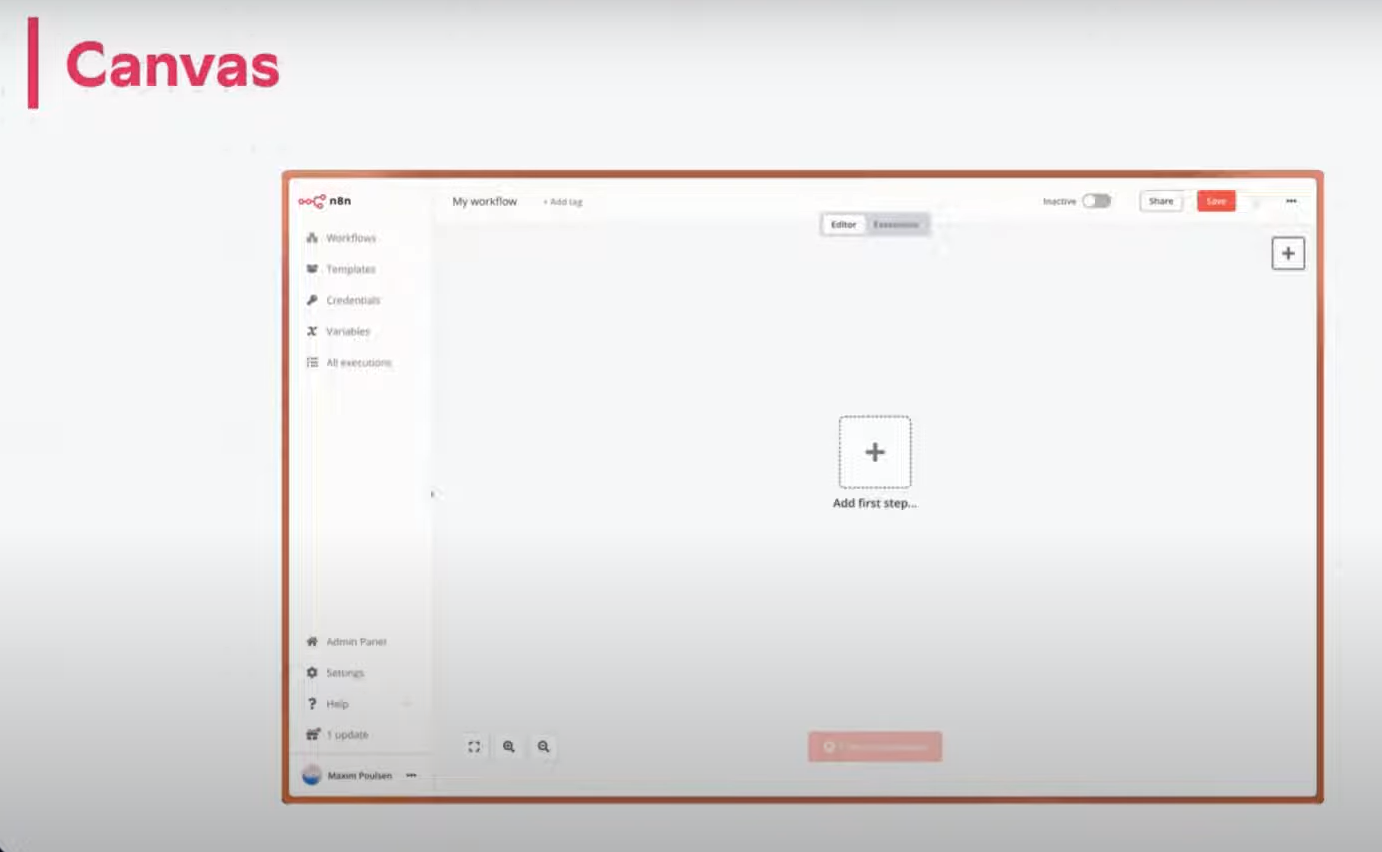 Canvas
n8n
My workflow
+ Add tag
Inactive
Share
Save
Editor
Executions
Workflows
Templates
Credentials
Variables
All executions
Add first step...
Admin Panel
Settings
Help
1 update
Maxim Poulsen